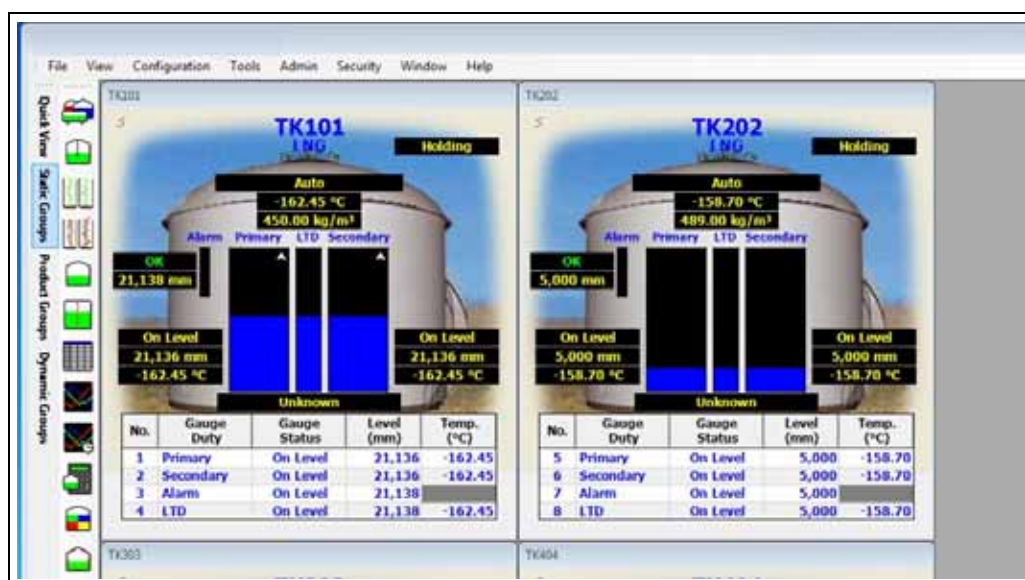 File View Configuration Tools Admin Security Window Help
Quick View
Static Groups
Product Groups
Dynamic Groups
TK101
S
TK101
LNG
Holding
Auto
-162.45 °C
450.00 kg/m³
Alarm Primary LTD Secondary
OK
21,138 mm
On Level
21,136 mm
-162.45 °C
On Level
21,136 mm
-162.45 °C
Unknown
No. Gauge Duty Gauge Status Level (mm) Temp. (°C)
1 Primary On Level 21,136 -162.45
2 Secondary On Level 21,136 -162.45
3 Alarm On Level 21,138
4 LTD On Level 21,138 -162.45
TK202
S
TK202
LNG
Holding
Auto
-158.70 °C
489.00 kg/m³
Alarm Primary LTD Secondary
OK
5,000 mm
On Level
5,000 mm
-158.70 °C
On Level
5,000 mm
-158.70 °C
Unknown
No. Gauge Duty Gauge Status Level (mm) Temp. (°C)
5 Primary On Level 5,000 -158.70
6 Secondary On Level 5,000 -158.70
7 Alarm On Level 5,000
8 LTD On Level 5,000 -158.70
TK303
TK404